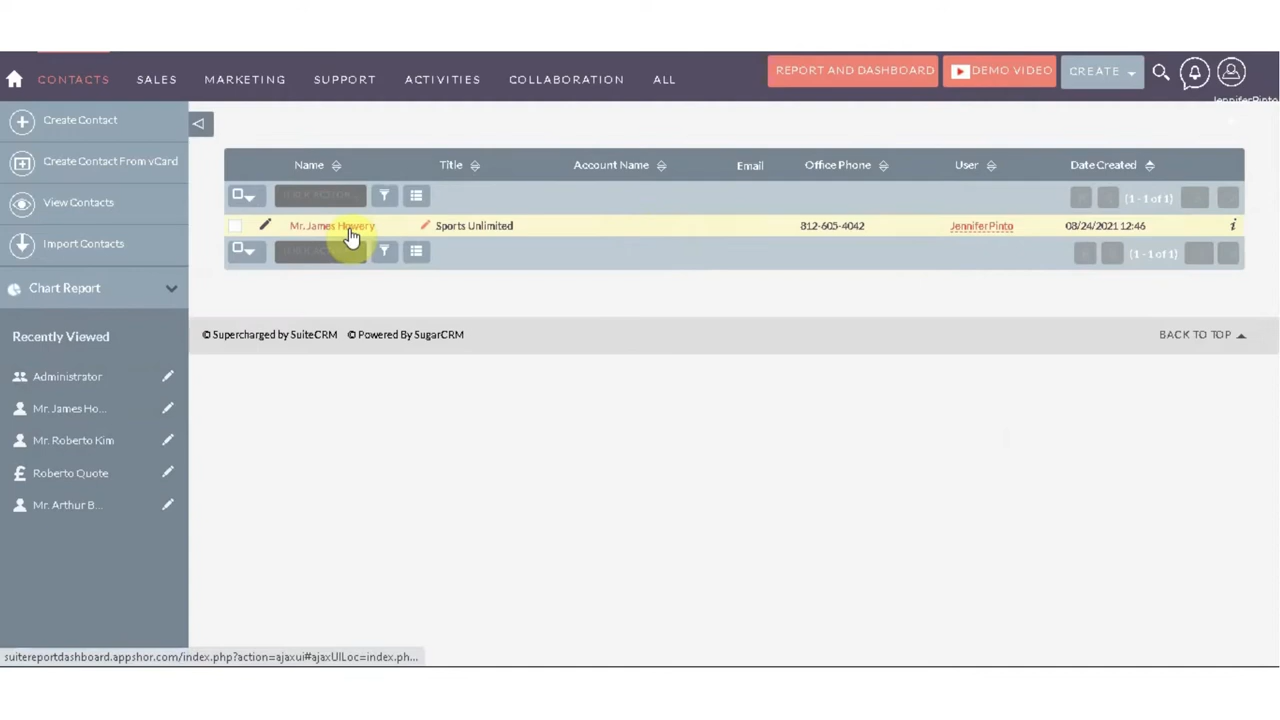 CONTACTS SALES MARKETING SUPPORT ACTIVITIES COLLABORATION ALL REPORT AND DASHBOARD DEMO VIDEO CREATE
JenniferPinto
Create Contact
Create Contact From vCard
View Contacts
Import Contacts
Chart Report
Recently Viewed
Administrator
Mr. James Ho...
Mr. Roberto Kim
Roberto Quote
Mr. Arthur B...
Name Title Account Name Email Office Phone User Date Created
(1 - 1 of 1)
Mr. James Howery Sports Unlimited 812-605-4042 JenniferPinto 08/24/2021 12:46 i
(1 - 1 of 1)
© Supercharged by SuiteCRM © Powered By SugarCRM BACK TO TOP
suitereportdashboard.appshor.com/index.php?action=ajaxui#ajaxUILoc=index.ph...